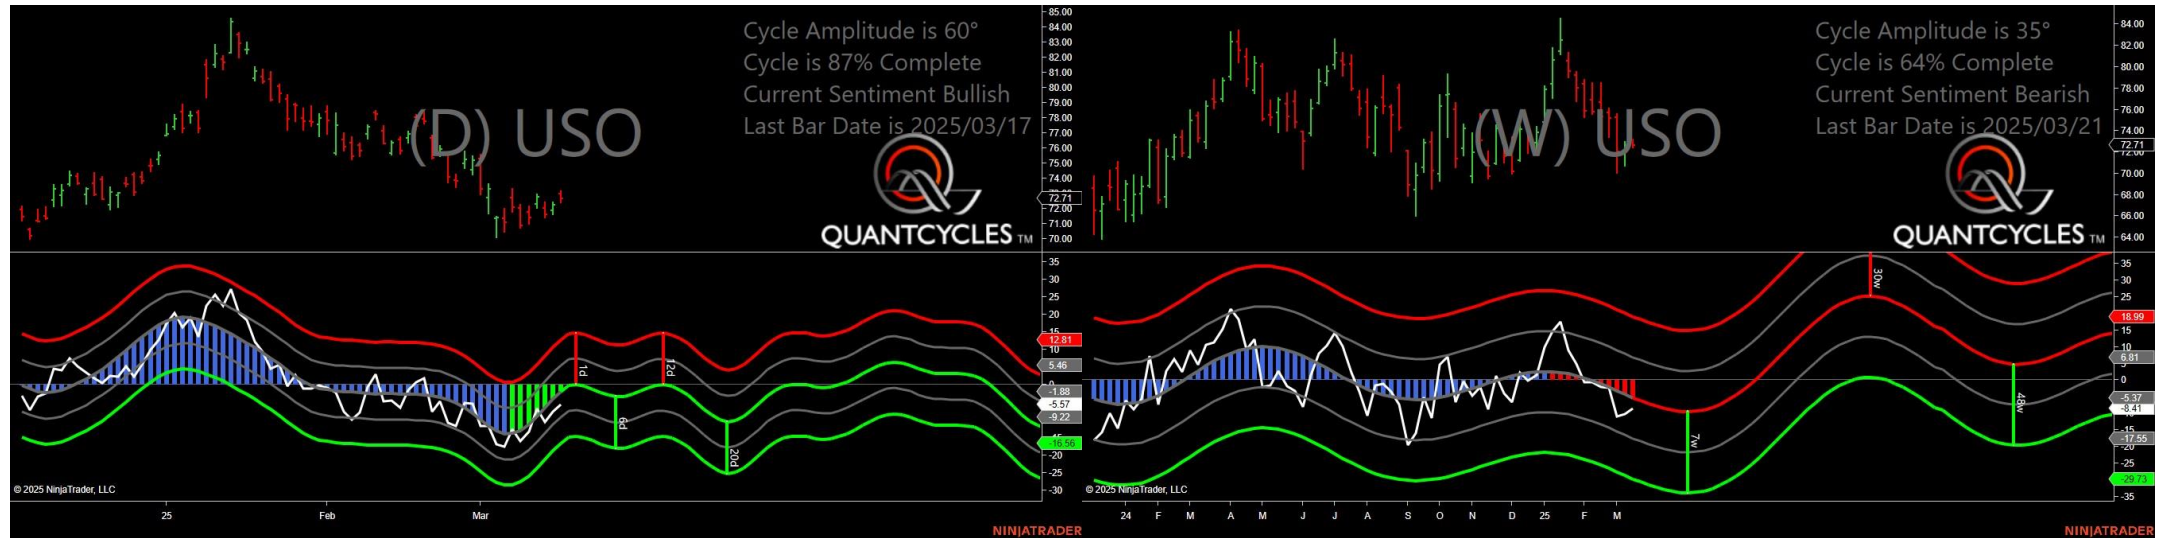 Cycle Amplitude is 60°
Cycle is 87% Complete
Current Sentiment Bullish
Last Bar Date is 2025/03/17
(D) USO
QUANTCYCLES TM
85.00
84.00
83.00
82.00
81.00
80.00
79.00
78.00
77.00
76.00
75.00
74.00
72.71
72.00
71.00
70.00
35
30
25
20
15
12.81
10
5.46
0
-1.88
-5.57
-9.22
-16.56
-20
-25
-30
1d
12d
6d
20d
© 2025 NinjaTrader, LLC
25 Feb Mar
NINJATRADER
Cycle Amplitude is 35°
Cycle is 64% Complete
Current Sentiment Bearish
Last Bar Date is 2025/03/21
(W) USO
QUANTCYCLES TM
84.00
82.00
80.00
78.00
76.00
74.00
72.71
72.00
70.00
68.00
66.00
64.00
35
30
25
18.99
15
10
6.81
0
-5.37
-8.41
-15
-17.55
-20
-25
-29.73
-35
30w
7w
48w
© 2025 NinjaTrader, LLC
24 F M A M J J A S O N D 25 F M
NINJATRADER